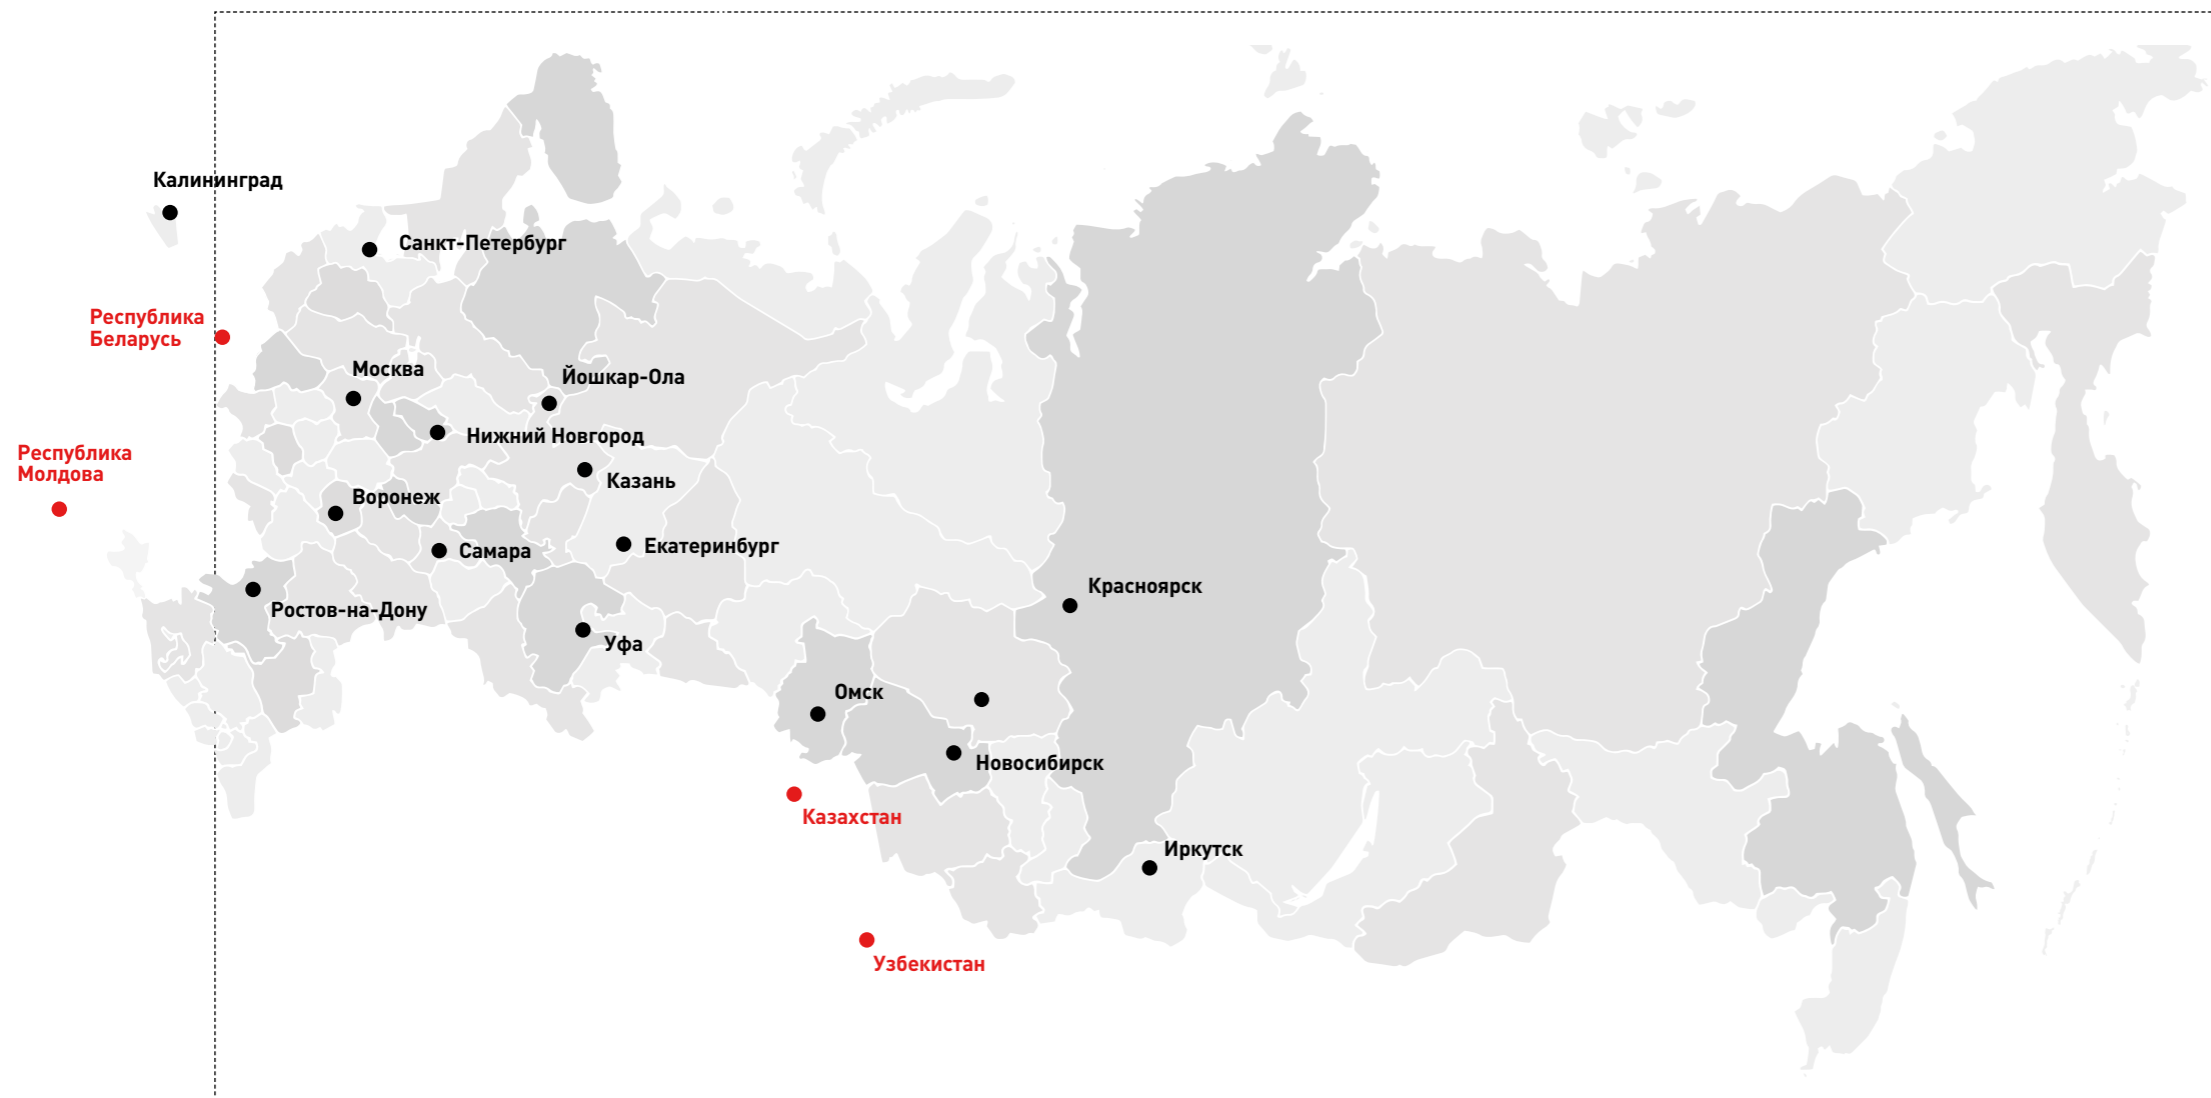 Калининград
Санкт-Петербург
Республика
Беларусь
Москва
Йошкар-Ола
Нижний Новгород
Республика
Молдова
Казань
Воронеж
Екатеринбург
Самара
Красноярск
Ростов-на-Дону
Уфа
Омск
Новосибирск
Казахстан
Иркутск
Узбекистан